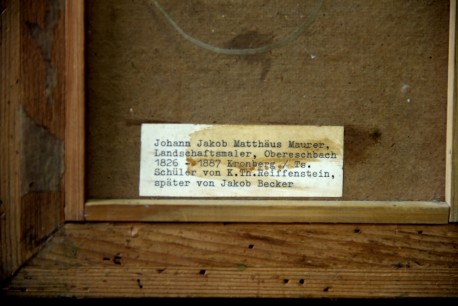 Johann Jakob Matthäus Maurer,
Landschaftsmaler, Obereschbach
1826 - 1887 Kronberg / Ts.
Schüler von K.Th.Reiffenstein,
später von Jakob Becker